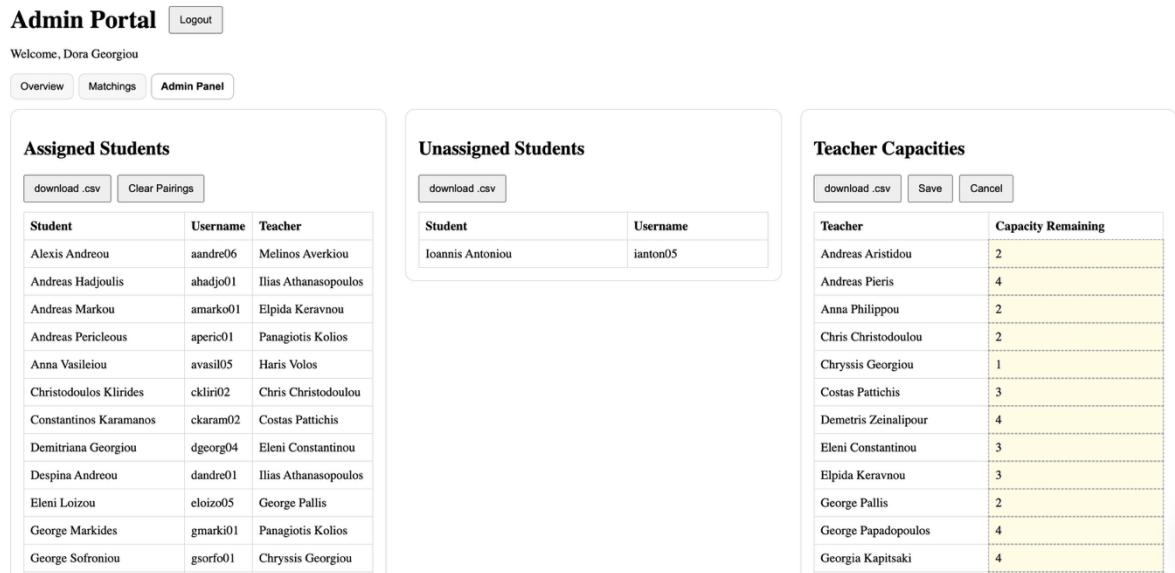 Admin Portal Logout
Welcome, Dora Georgiou
Overview Matchings Admin Panel
Assigned Students
download .csv Clear Pairings
Student Username Teacher
Alexis Andreou aandre06 Melinos Averkiou
Andreas Hadjoulis ahadjo01 Ilias Athanasopoulos
Andreas Markou amarko01 Elpida Keravnou
Andreas Pericleous aperic01 Panagiotis Kolios
Anna Vasileiou avasil05 Haris Volos
Christodoulos Klirides ckliri02 Chris Christodoulou
Constantinos Karamanos ckaram02 Costas Pattichis
Demitriana Georgiou dgeorg04 Eleni Constantinou
Despina Andreou dandre01 Ilias Athanasopoulos
Eleni Loizou eloizo05 George Pallis
George Markides gmarki01 Panagiotis Kolios
George Sofroniou gsorfo01 Chryssis Georgiou
Unassigned Students
download .csv
Student Username
Ioannis Antoniou ianton05
Teacher Capacities
download .csv Save Cancel
Teacher Capacity Remaining
Andreas Aristidou 2
Andreas Pieris 4
Anna Philippou 2
Chris Christodoulou 2
Chryssis Georgiou 1
Costas Pattichis 3
Demetris Zeinalipour 4
Eleni Constantinou 3
Elpida Keravnou 3
George Pallis 2
George Papadopoulos 4
Georgia Kapitsaki 4